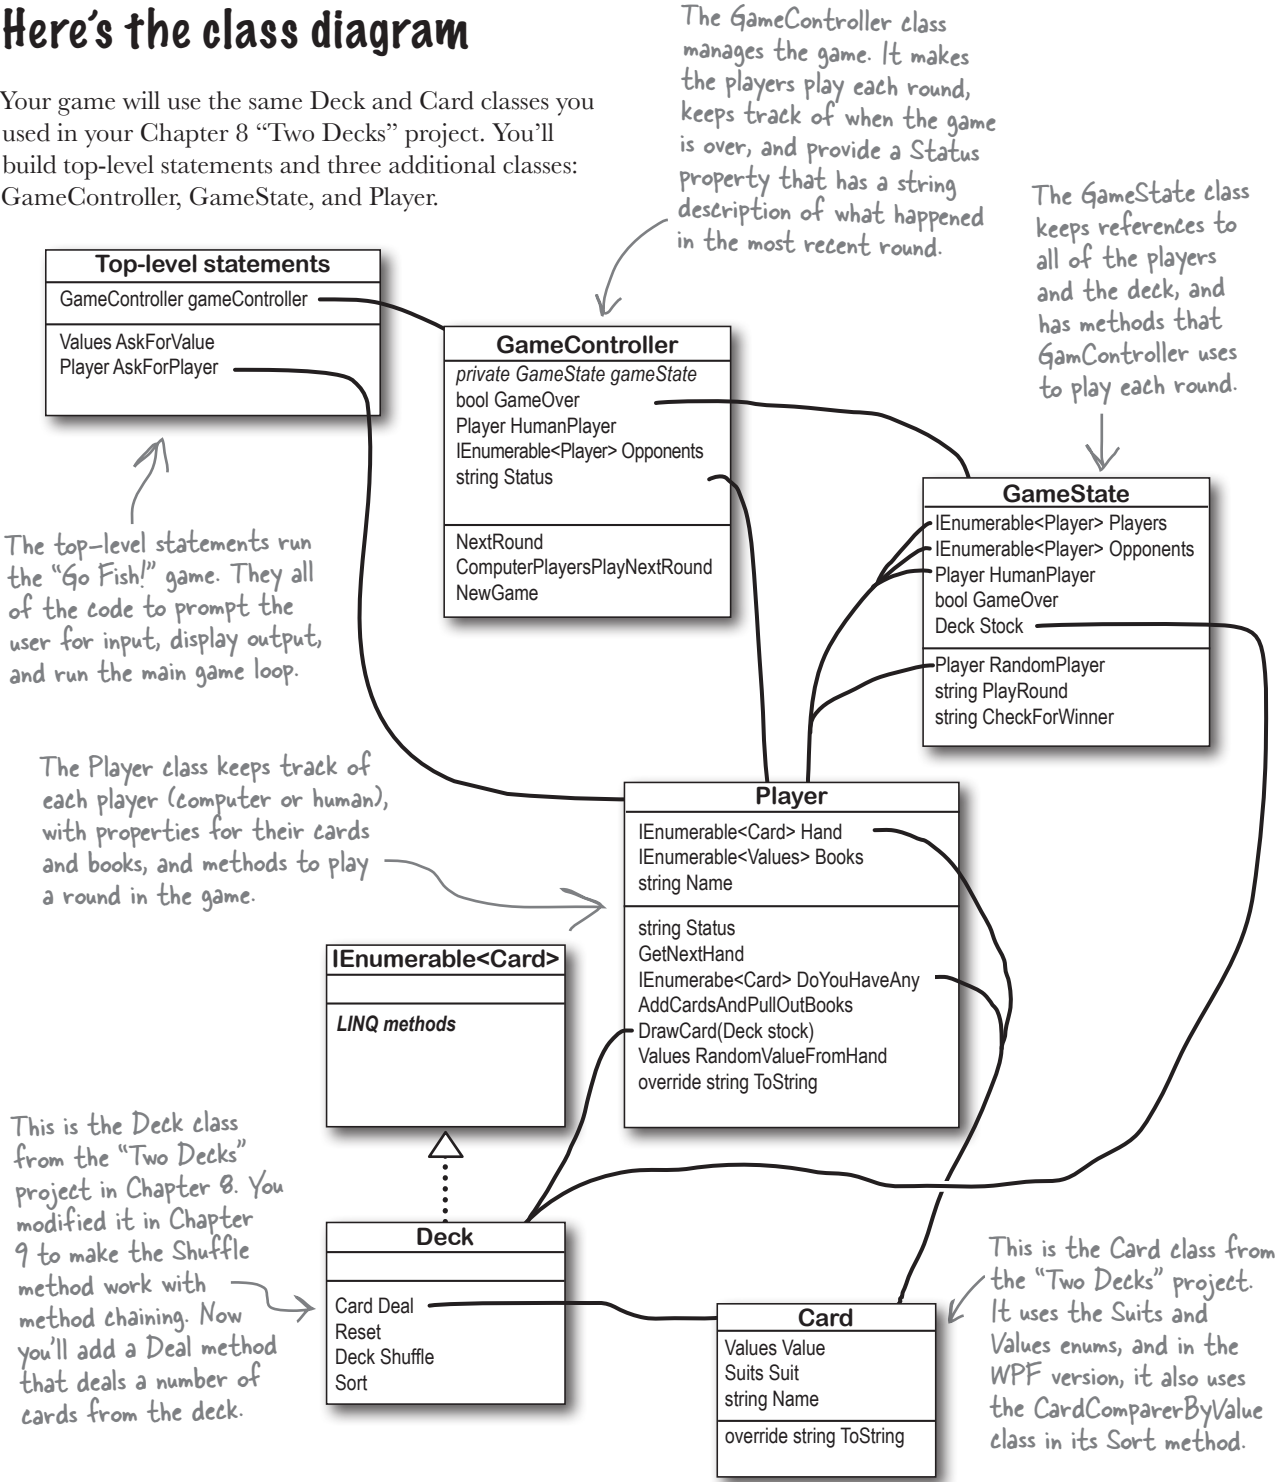 Here's the class diagram
Your game will use the same Deck and Card classes you
used in your Chapter 8 “Two Decks” project. You'll
build top-level statements and three additional classes:
GameController, GameState, and Player.
The GameController class
manages the game. It makes
the players play each round,
keeps track of when the game
is over, and provide a Status
property that has a string
description of what happened
in the most recent round.
The GameState class
keeps references to
all of the players
and the deck, and
has methods that
GamController uses
to play each round.
Top-level statements
GameController gameController
Values AskForValue
Player AskForPlayer
GameController
private GameState gameState
bool GameOver
Player HumanPlayer
IEnumerable<Player> Opponents
string Status
NextRound
ComputerPlayersPlayNextRound
NewGame
GameState
IEnumerable<Player> Players
IEnumerable<Player> Opponents
Player HumanPlayer
bool GameOver
Deck Stock
Player RandomPlayer
string PlayRound
string CheckForWinner
The top-level statements run
the “Go Fish!” game. They all
of the code to prompt the
user for input, display output,
and run the main game loop.
The Player class keeps track of
each player (computer or human),
with properties for their cards
and books, and methods to play
a round in the game.
Player
IEnumerable<Card> Hand
IEnumerable<Values> Books
string Name
string Status
GetNextHand
IEnumerabe<Card> DoYouHaveAny
AddCardsAndPullOutBooks
DrawCard(Deck stock)
Values RandomValueFromHand
override string ToString
IEnumerable<Card>
LINQ methods
This is the Deck class
from the “Two Decks”
project in Chapter 8. You
modified it in Chapter
9 to make the Shuffle
method work with
method chaining. Now
you'll add a Deal method
that deals a number of
cards from the deck.
Deck
Card Deal
Reset
Deck Shuffle
Sort
Card
Values Value
Suits Suit
string Name
override string ToString
This is the Card class from
the “Two Decks” project.
It uses the Suits and
Values enums, and in the
WPF version, it also uses
the CardComparerByValue
class in its Sort method.